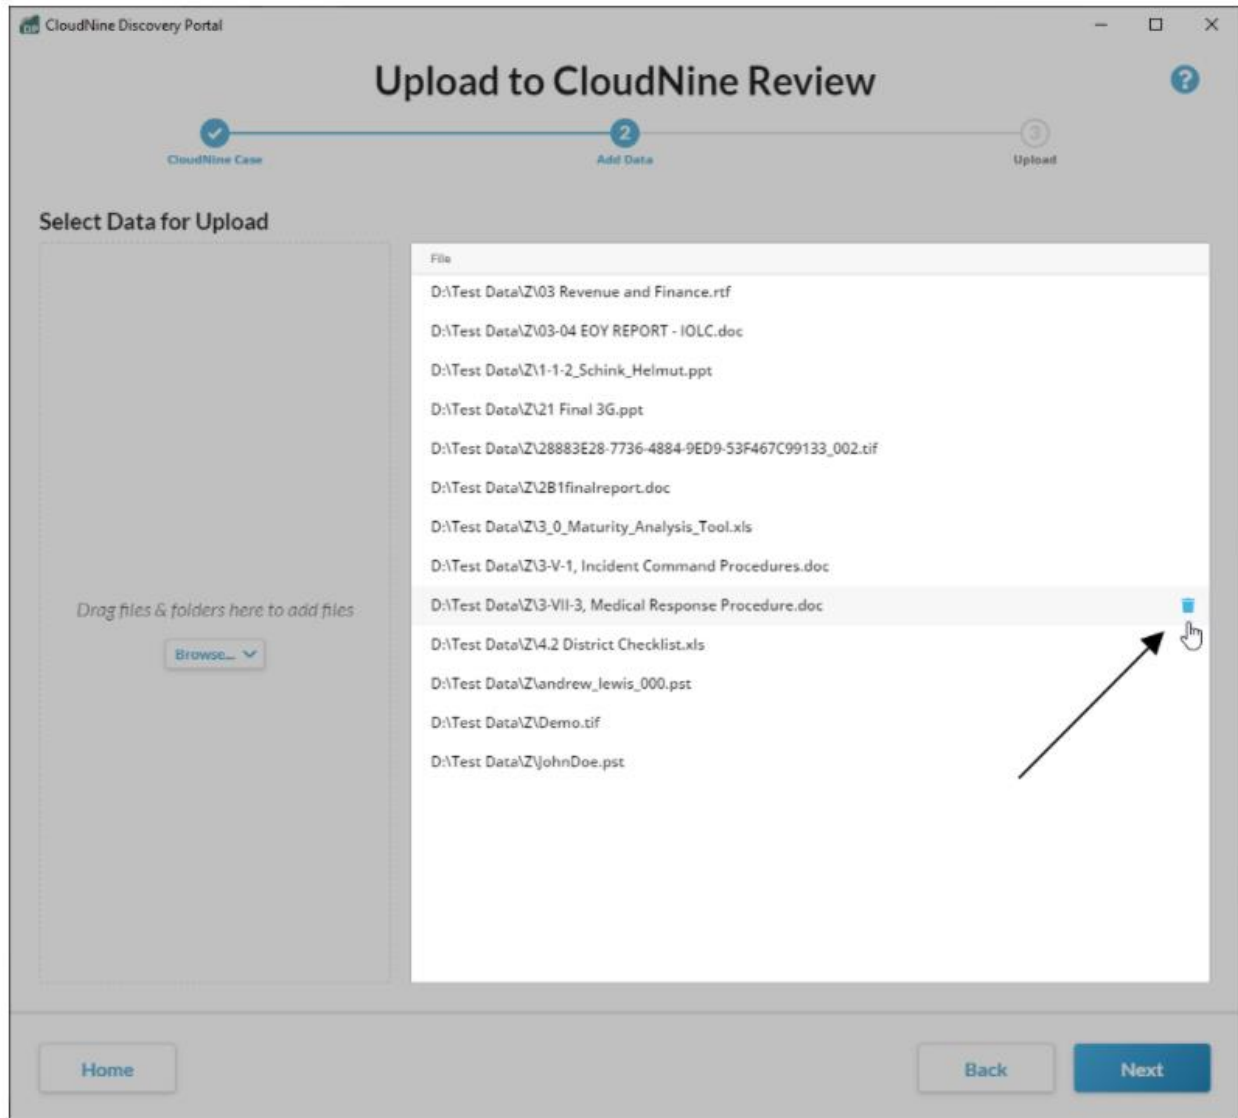 CloudNine Discovery Portal
Upload to CloudNine Review
?
2
3
CloudNine Case
Add Data
Upload
Select Data for Upload
File
D:\Test Data\Z\03 Revenue and Finance.rtf
D:\Test Data\Z\03-04 EOY REPORT - IOLC.doc
D:\Test Data\Z\1-1-2_Schink_Helmut.ppt
D:\Test Data\Z\21 Final 3G.ppt
D:\Test Data\Z\28883E28-7736-4884-9ED9-53F467C99133_002.tif
D:\Test Data\Z\2B1finalreport.doc
D:\Test Data\Z\3_0_Maturity_Analysis_Tool.xls
D:\Test Data\Z\3-V-1, Incident Command Procedures.doc
D:\Test Data\Z\3-VII-3, Medical Response Procedure.doc
D:\Test Data\Z\4.2 District Checklist.xls
D:\Test Data\Z\andrew_lewis_000.pst
D:\Test Data\Z\Demo.tif
D:\Test Data\Z\JohnDoe.pst
Drag files & folders here to add files
Browse...
Home
Back
Next